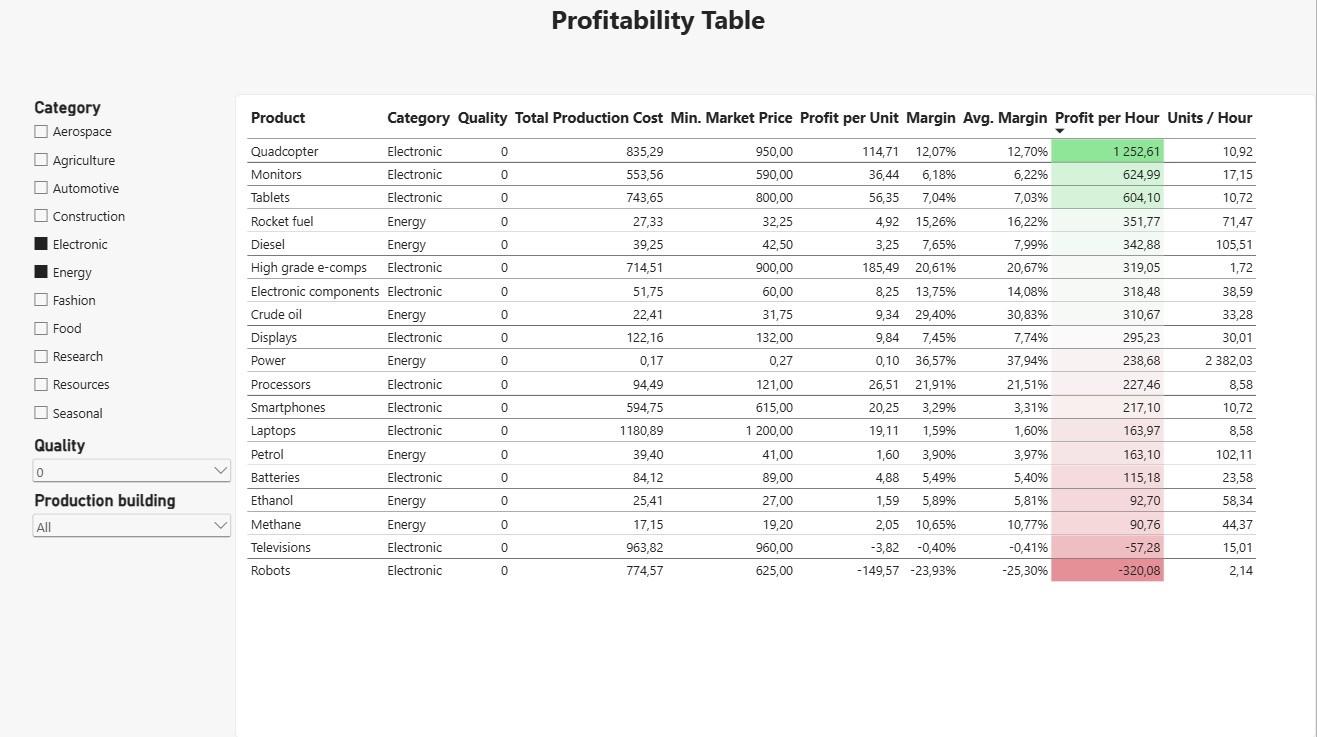 Profitability Table
Category
Aerospace
Agriculture
Automotive
Construction
Electronic
Energy
Fashion
Food
Research
Resources
Seasonal
Quality
0
Production building
All
Product Category Quality Total Production Cost Min. Market Price Profit per Unit Margin Avg. Margin Profit per Hour Units / Hour
Quadcopter Electronic 0 835,29 950,00 114,71 12,07% 12,70% 1 252,61 10,92
Monitors Electronic 0 553,56 590,00 36,44 6,18% 6,22% 624,99 17,15
Tablets Electronic 0 743,65 800,00 56,35 7,04% 7,03% 604,10 10,72
Rocket fuel Energy 0 27,33 32,25 4,92 15,26% 16,22% 351,77 71,47
Diesel Energy 0 39,25 42,50 3,25 7,65% 7,99% 342,88 105,51
High grade e-comps Electronic 0 714,51 900,00 185,49 20,61% 20,67% 319,05 1,72
Electronic components Electronic 0 51,75 60,00 8,25 13,75% 14,08% 318,48 38,59
Crude oil Energy 0 22,41 31,75 9,34 29,40% 30,83% 310,67 33,28
Displays Electronic 0 122,16 132,00 9,84 7,45% 7,74% 295,23 30,01
Power Energy 0 0,17 0,27 0,10 36,57% 37,94% 238,68 2 382,03
Processors Electronic 0 94,49 121,00 26,51 21,91% 21,51% 227,46 8,58
Smartphones Electronic 0 594,75 615,00 20,25 3,29% 3,31% 217,10 10,72
Laptops Electronic 0 1180,89 1 200,00 19,11 1,59% 1,60% 163,97 8,58
Petrol Energy 0 39,40 41,00 1,60 3,90% 3,97% 163,10 102,11
Batteries Electronic 0 84,12 89,00 4,88 5,49% 5,40% 115,18 23,58
Ethanol Energy 0 25,41 27,00 1,59 5,89% 5,81% 92,70 58,34
Methane Energy 0 17,15 19,20 2,05 10,65% 10,77% 90,76 44,37
Televisions Electronic 0 963,82 960,00 -3,82 -0,40% -0,41% -57,28 15,01
Robots Electronic 0 774,57 625,00 -149,57 -23,93% -25,30% -320,08 2,14